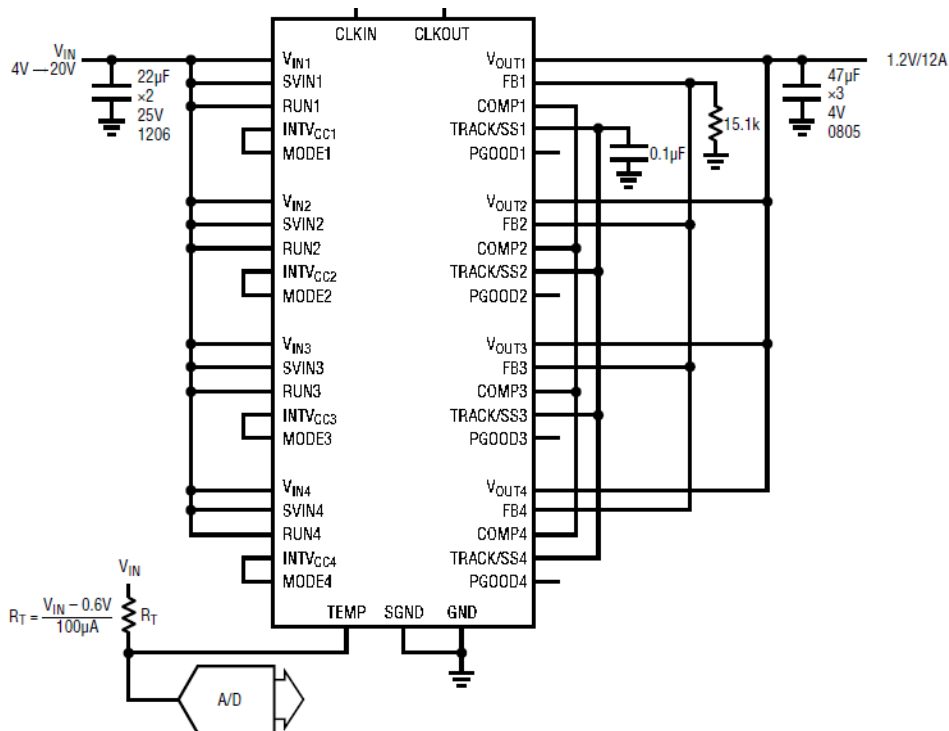 CLKIN CLKOUT
VIN
4V — 20V
22µF
×2
25V
1206
VIN1
SVIN1
RUN1
INTVCC1
MODE1
VIN2
SVIN2
RUN2
INTVCC2
MODE2
VIN3
SVIN3
RUN3
INTVCC3
MODE3
VIN4
SVIN4
RUN4
INTVCC4
MODE4
VOUT1
FB1
COMP1
TRACK/SS1
PGOOD1
VOUT2
FB2
COMP2
TRACK/SS2
PGOOD2
VOUT3
FB3
COMP3
TRACK/SS3
PGOOD3
VOUT4
FB4
COMP4
TRACK/SS4
PGOOD4
0.1µF
15.1k
47µF
×3
4V
0805
1.2V/12A
TEMP SGND GND
VIN
RT = VIN – 0.6V
100µA
RT
A/D